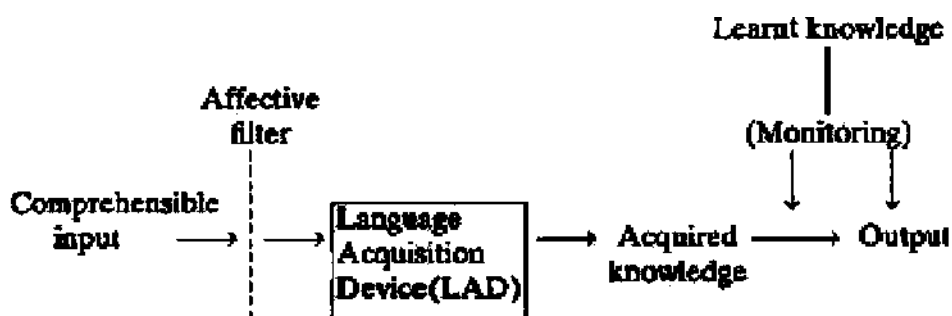 Learnt knowledge
Affective
filter
(Monitoring)
Comprehensible
input
Language
Acquisition
Device(LAD)
Acquired
knowledge
Output